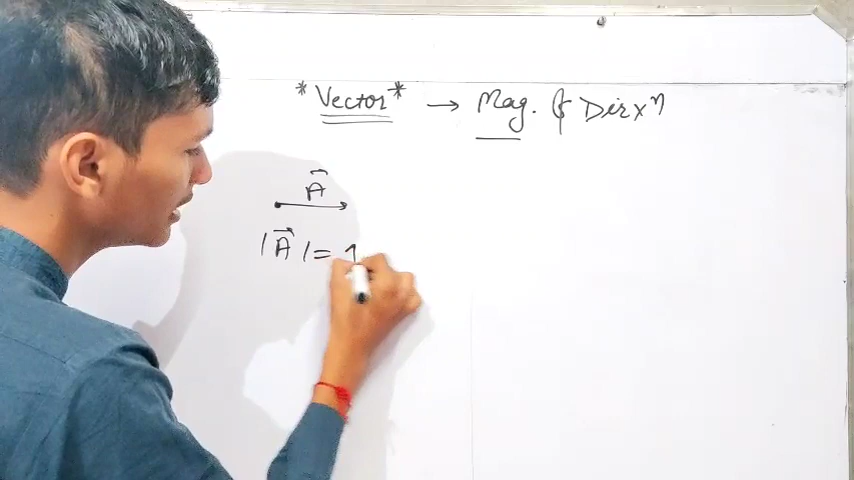 *Vector* → Mag. & Dirxⁿ
A⃗
|A⃗| = 1